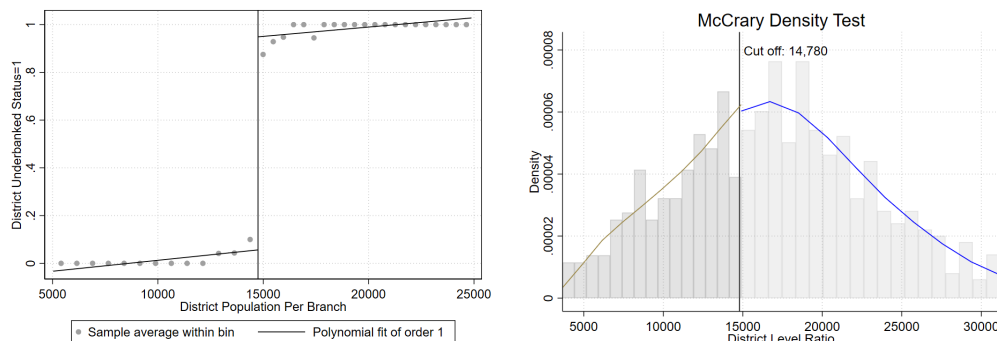 District Underbanked Status=1
1
.8
.6
.4
.2
0
5000 10000 15000 20000 25000
District Population Per Branch
Sample average within bin Polynomial fit of order 1
McCrary Density Test
Cut off: 14,780
Density
.00008
.00006
.00004
.00002
0
5000 10000 15000 20000 25000 30000
District Level Ratio